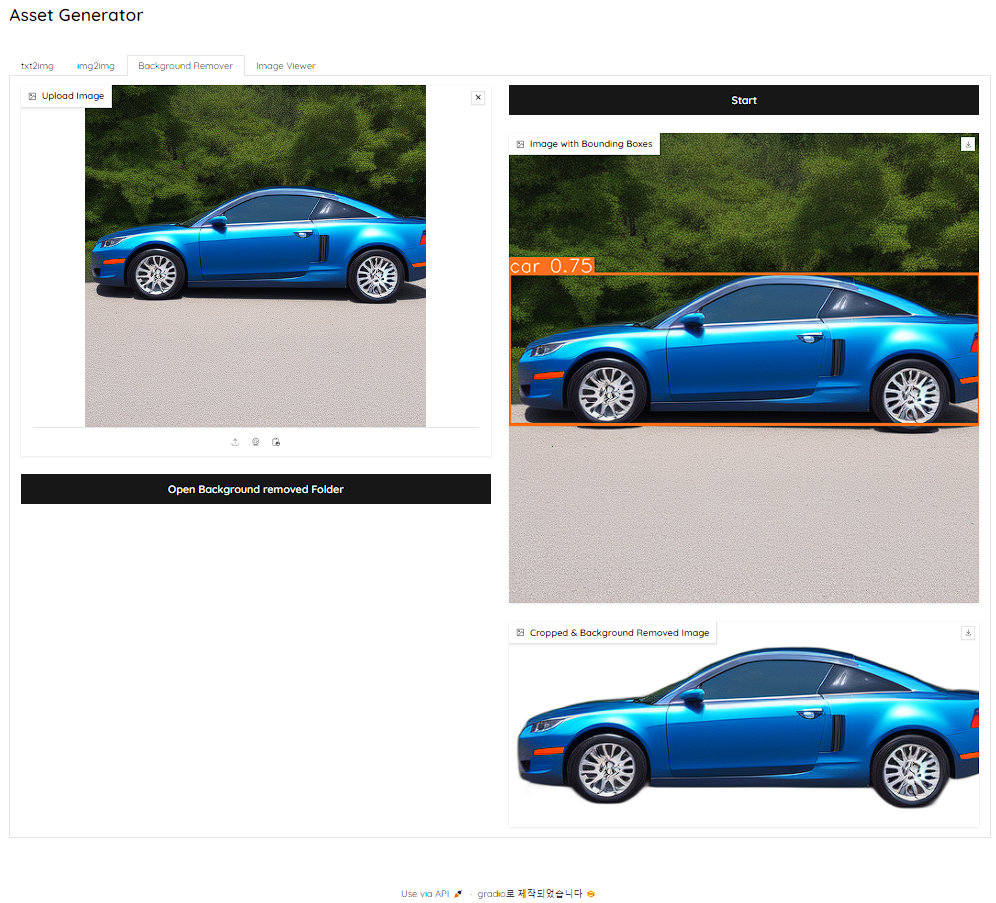 Asset Generator
txt2img img2img Background Remover Image Viewer
Upload Image
Open Background removed Folder
Start
Image with Bounding Boxes
car 0.75
Cropped & Background Removed Image
Use via API 🚀 · gradio로 제작되었습니다